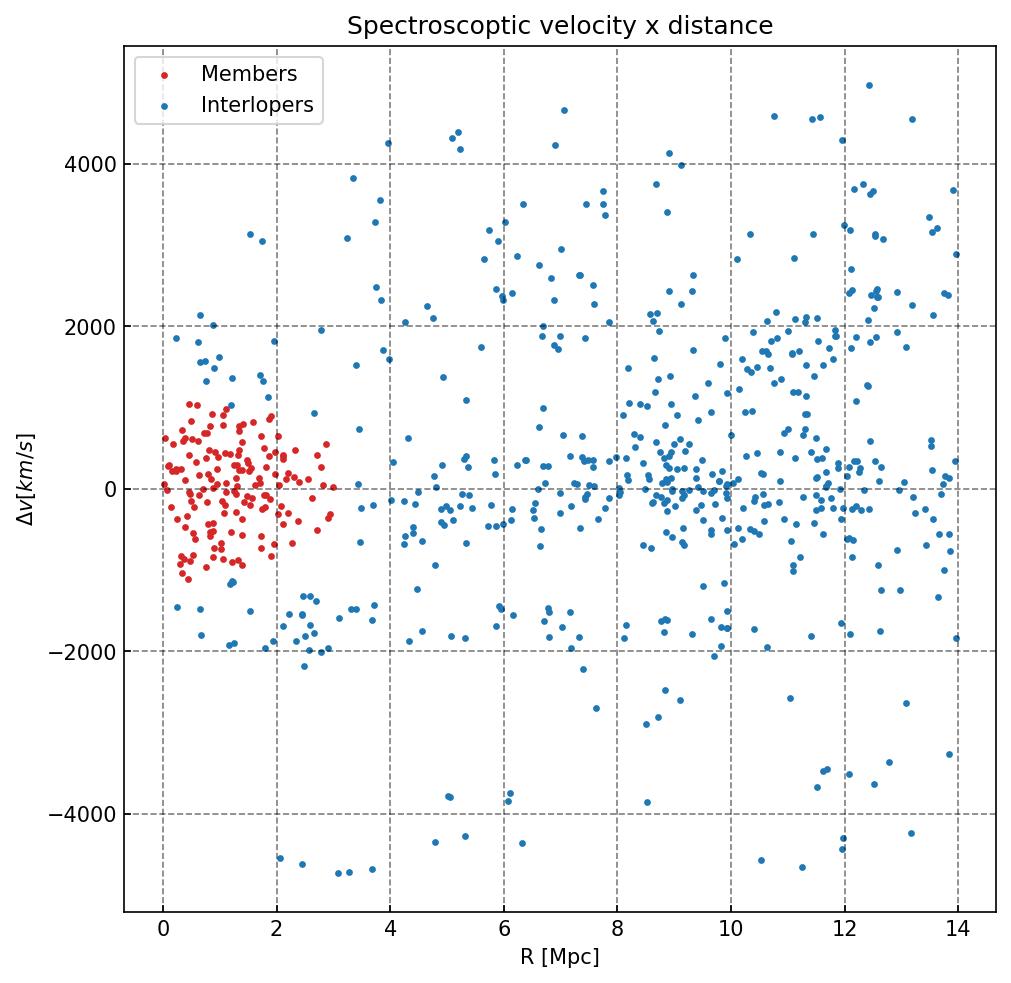 Spectroscoptic velocity x distance
Members
Interlopers
4000
2000
0
−2000
−4000
Δv[km/s]
0 2 4 6 8 10 12 14
R [Mpc]